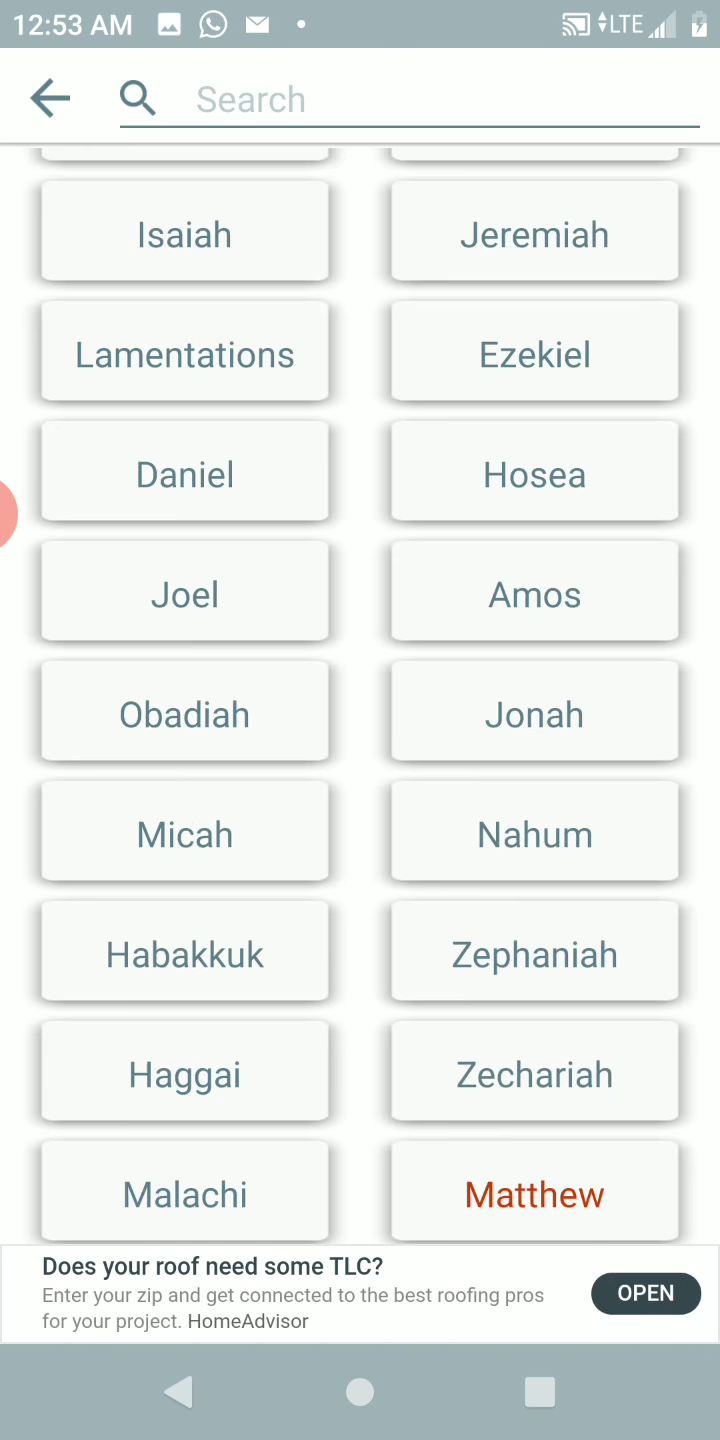 12:53 AM LTE
Search
Isaiah Jeremiah
Lamentations Ezekiel
Daniel Hosea
Joel Amos
Obadiah Jonah
Micah Nahum
Habakkuk Zephaniah
Haggai Zechariah
Malachi Matthew
Does your roof need some TLC?
Enter your zip and get connected to the best roofing pros
for your project. HomeAdvisor
OPEN